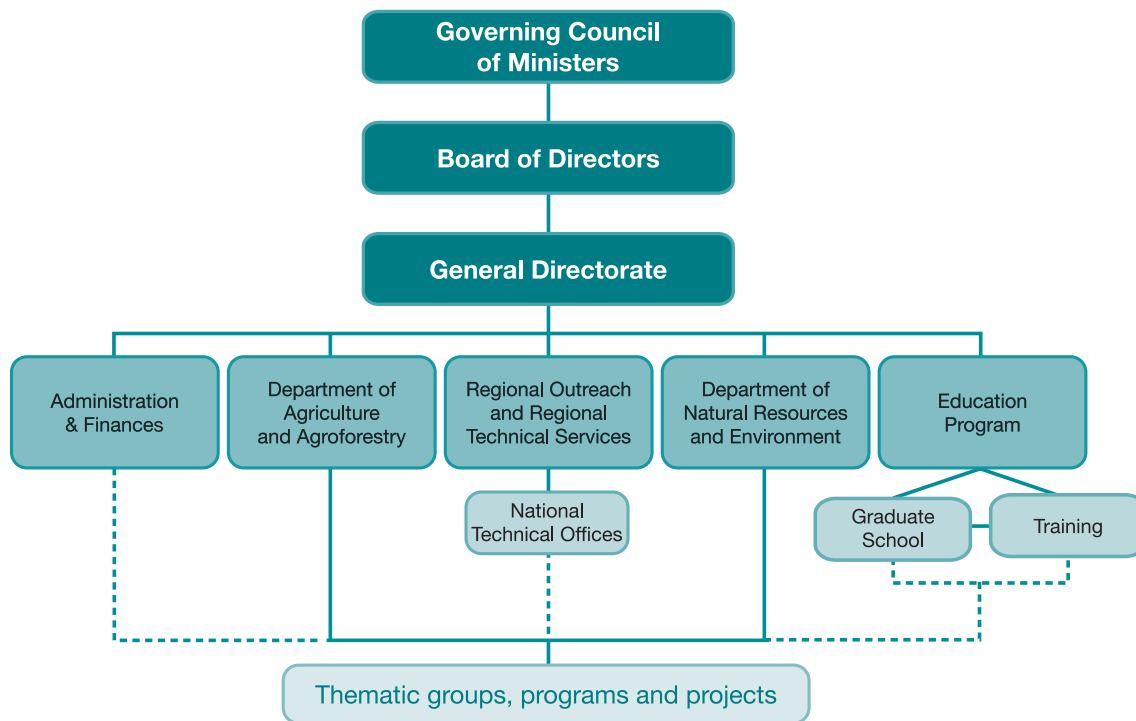 Governing Council
of Ministers
Board of Directors
General Directorate
Administration
& Finances
Department of
Agriculture
and Agroforestry
Regional Outreach
and Regional
Technical Services
Department of
Natural Resources
and Environment
Education
Program
National
Technical Offices
Graduate
School
Training
Thematic groups, programs and projects